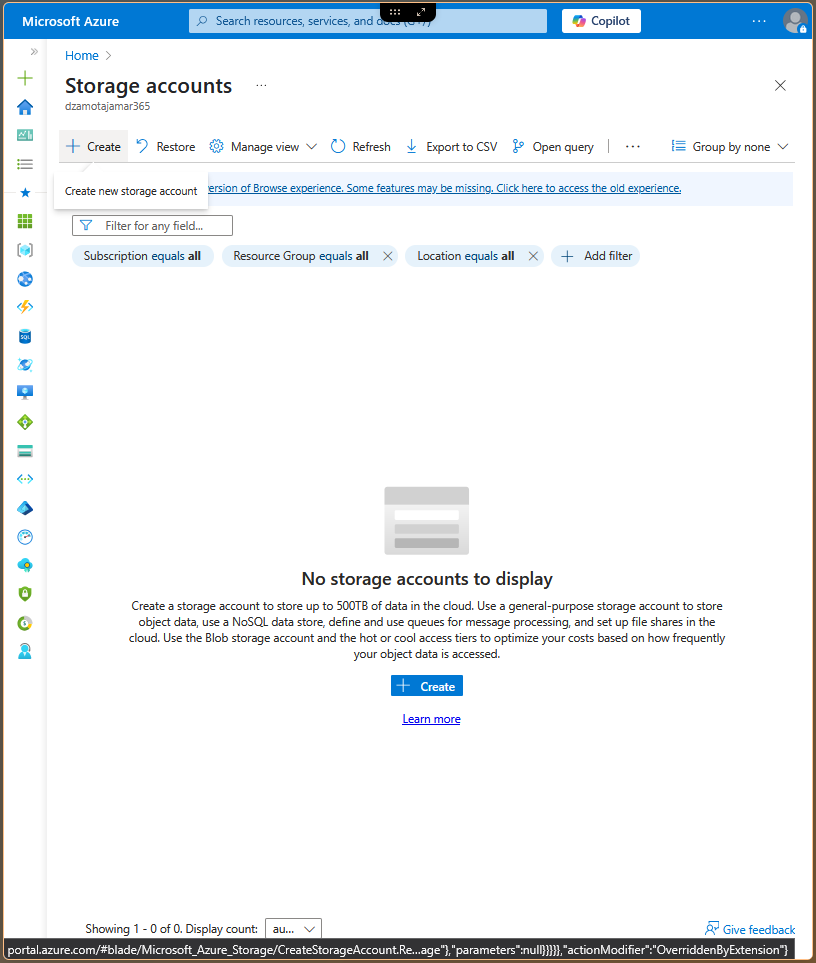 Microsoft Azure
Search resources, services, and docs (G+/)
Copilot
Home
Storage accounts
dzamotajamar365
Create Restore Manage view Refresh Export to CSV Open query Group by none
Create new storage account
ersion of Browse experience. Some features may be missing. Click here to access the old experience.
Filter for any field...
Subscription equals all Resource Group equals all Location equals all Add filter
SQL
No storage accounts to display
Create a storage account to store up to 500TB of data in the cloud. Use a general-purpose storage account to store
object data, use a NoSQL data store, define and use queues for message processing, and set up file shares in the
cloud. Use the Blob storage account and the hot or cool access tiers to optimize your costs based on how frequently
your object data is accessed.
Create
Learn more
Showing 1 - 0 of 0. Display count: au...
Give feedback
portal.azure.com/#blade/Microsoft_Azure_Storage/CreateStorageAccount.Re...age"},"parameters":null}}}}},"actionModifier":"OverriddenByExtension"}